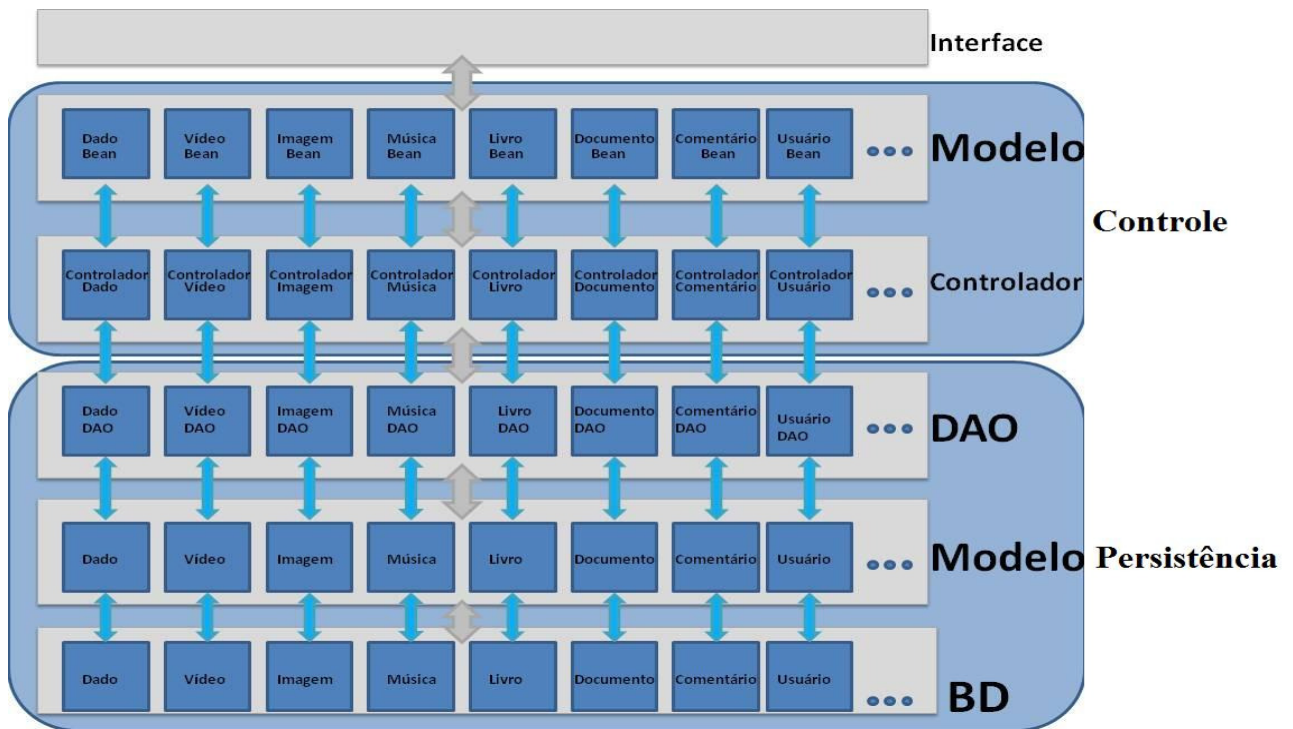 Interface
Dado
Bean
Vídeo
Bean
Imagem
Bean
Música
Bean
Livro
Bean
Documento
Bean
Comentário
Bean
Usuário
Bean
Modelo
Controle
Controlador
Dado
Controlador
Vídeo
Controlador
Imagem
Controlador
Música
Controlador
Livro
Controlador
Documento
Controlador
Comentário
Controlador
Usuário
Controlador
Dado
DAO
Vídeo
DAO
Imagem
DAO
Música
DAO
Livro
DAO
Documento
DAO
Comentário
DAO
Usuário
DAO
DAO
Dado
Vídeo
Imagem
Música
Livro
Documento
Comentário
Usuário
Modelo
Persistência
Dado
Vídeo
Imagem
Música
Livro
Documento
Comentário
Usuário
BD